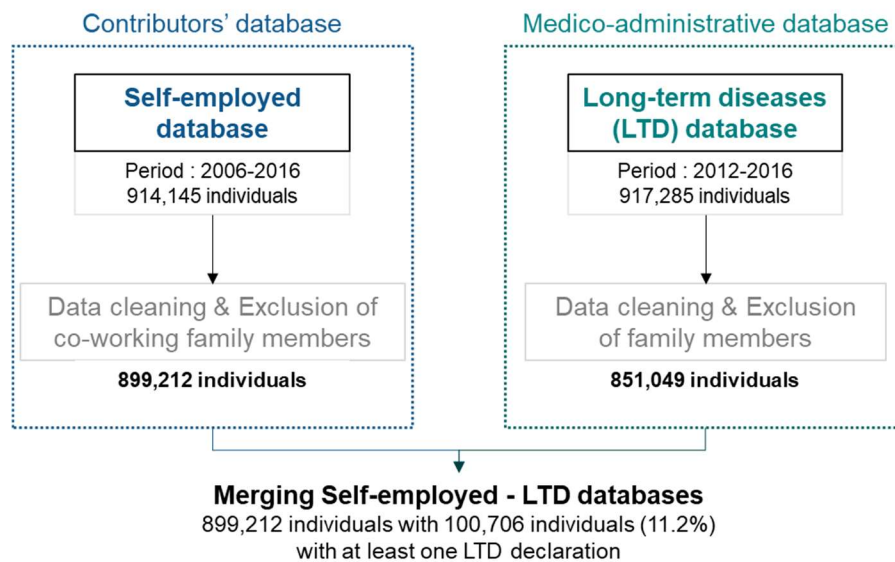 Contributors' database
Self-employed
database
Period : 2006-2016
914,145 individuals
Data cleaning & Exclusion of
co-working family members
899,212 individuals
Medico-administrative database
Long-term diseases
(LTD) database
Period : 2012-2016
917,285 individuals
Data cleaning & Exclusion
of family members
851,049 individuals
Merging Self-employed - LTD databases
899,212 individuals with 100,706 individuals (11.2%)
with at least one LTD declaration